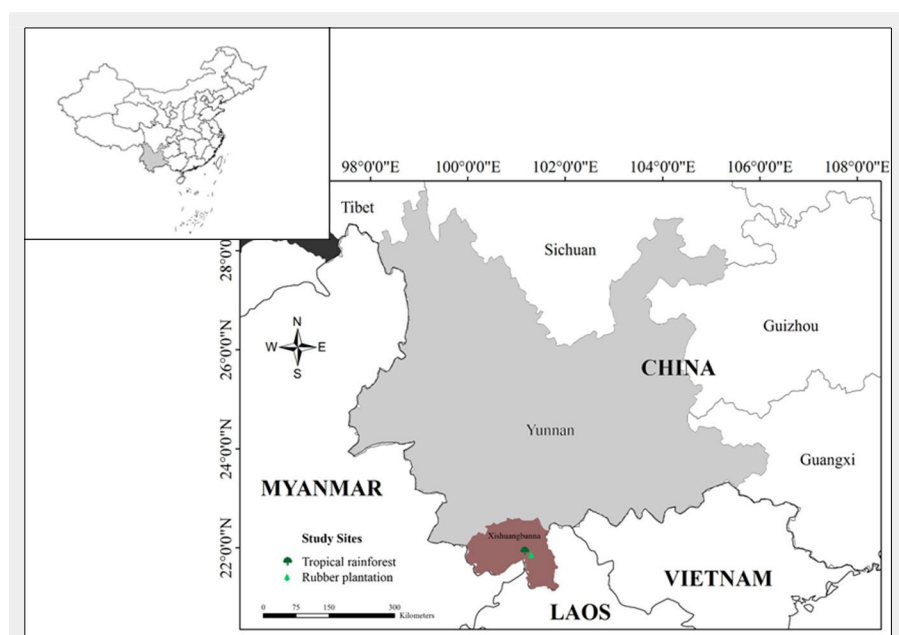 98°0'0"E 100°0'0"E 102°0'0"E 104°0'0"E 106°0'0"E 108°0'0"E
Tibet
Sichuan
28°0
Guizhou
N
W E
S
26°0'0"N
CHINA
Yunnan
24°0'0"N
Guangxi
MYANMAR
Xishuangbanna
Study Sites
22°0'0"N
Tropical rainforest
Rubber plantation
VIETNAM
LAOS
0 75 150 300
Kilometers